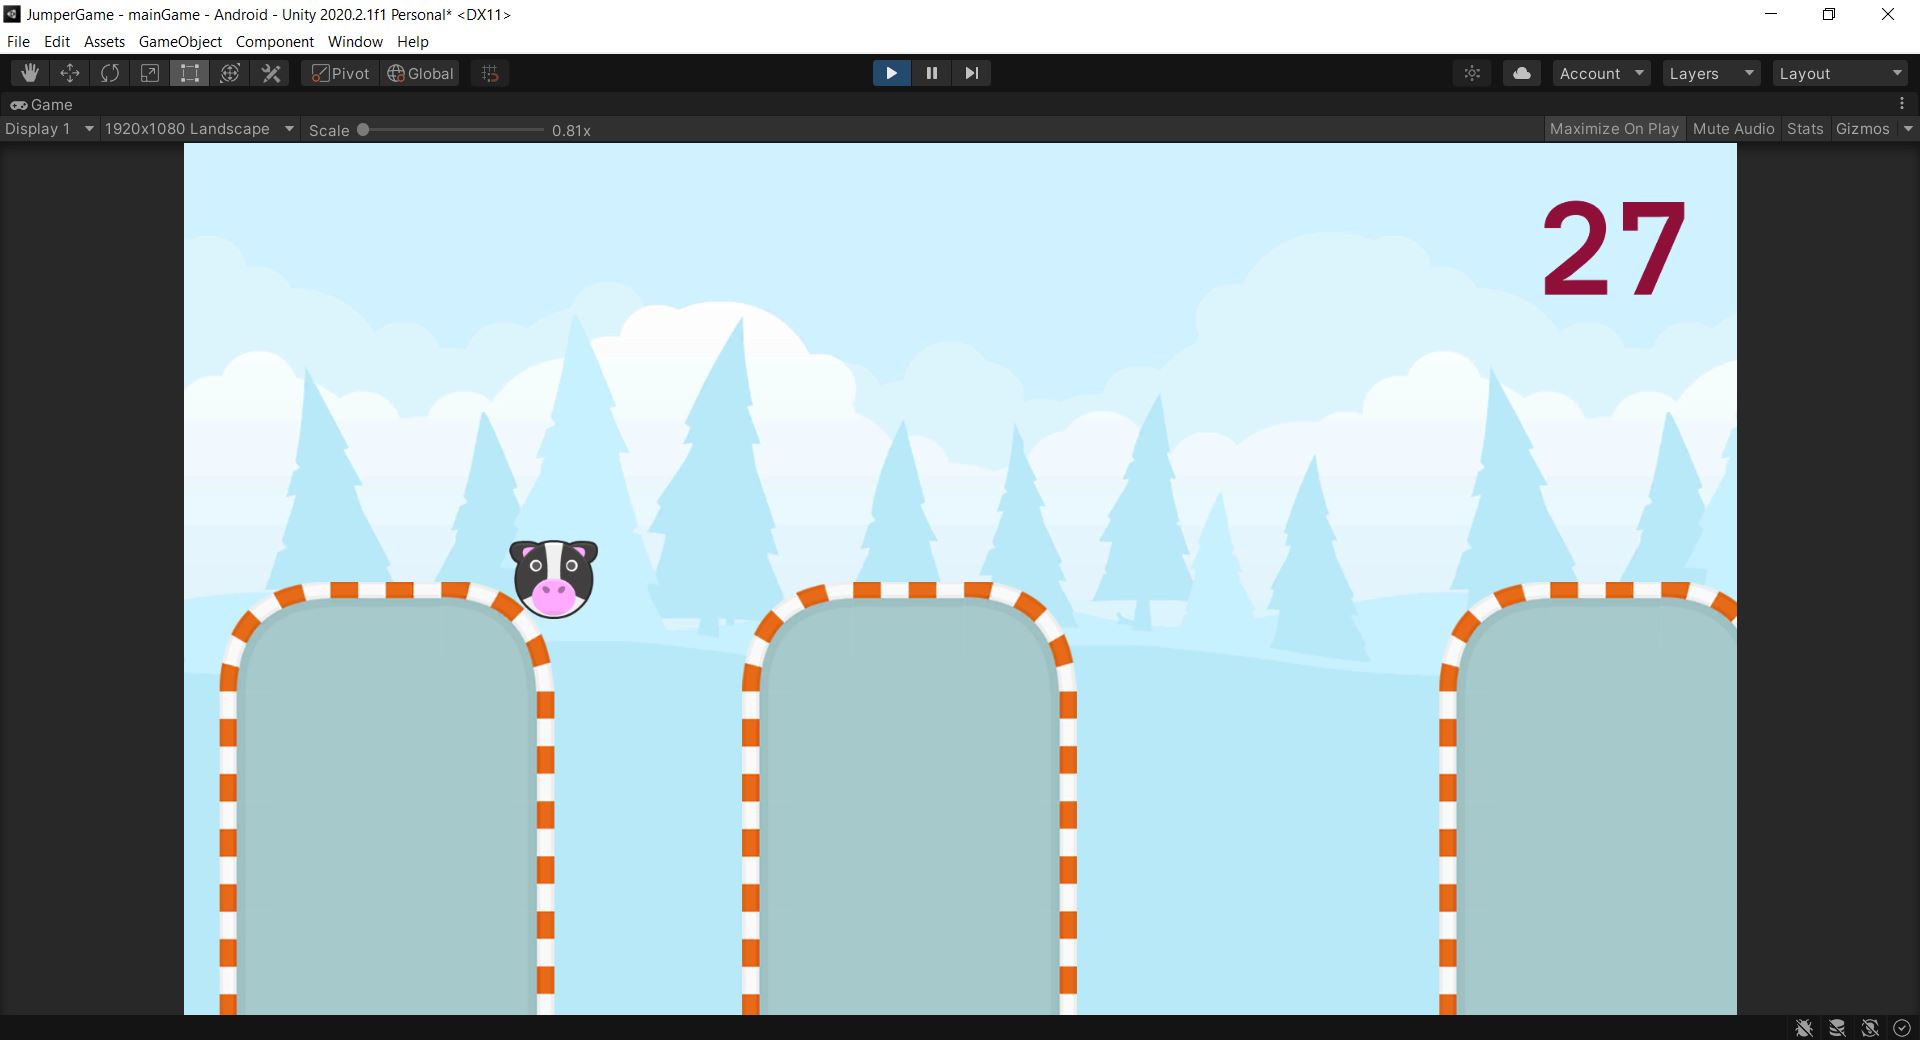 JumperGame - mainGame - Android - Unity 2020.2.1f1 Personal* <DX11>
File Edit Assets GameObject Component Window Help
Pivot Global Account Layers Layout
Game
Display 1 1920x1080 Landscape Scale 0.81x Maximize On Play Mute Audio Stats Gizmos
27